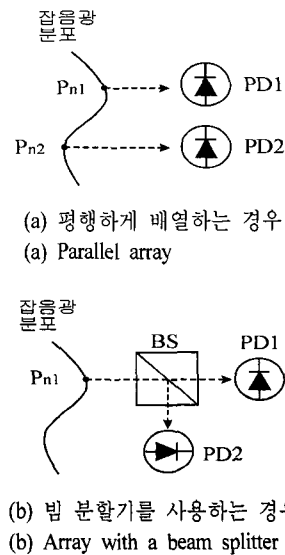 잡음광
분포
Pn1
PD1
Pn2
PD2
(a) 평행하게 배열하는 경우
(a) Parallel array
잡음광
분포
BS
PD1
Pn1
PD2
(b) 빔 분할기를 사용하는 경우
(b) Array with a beam splitter